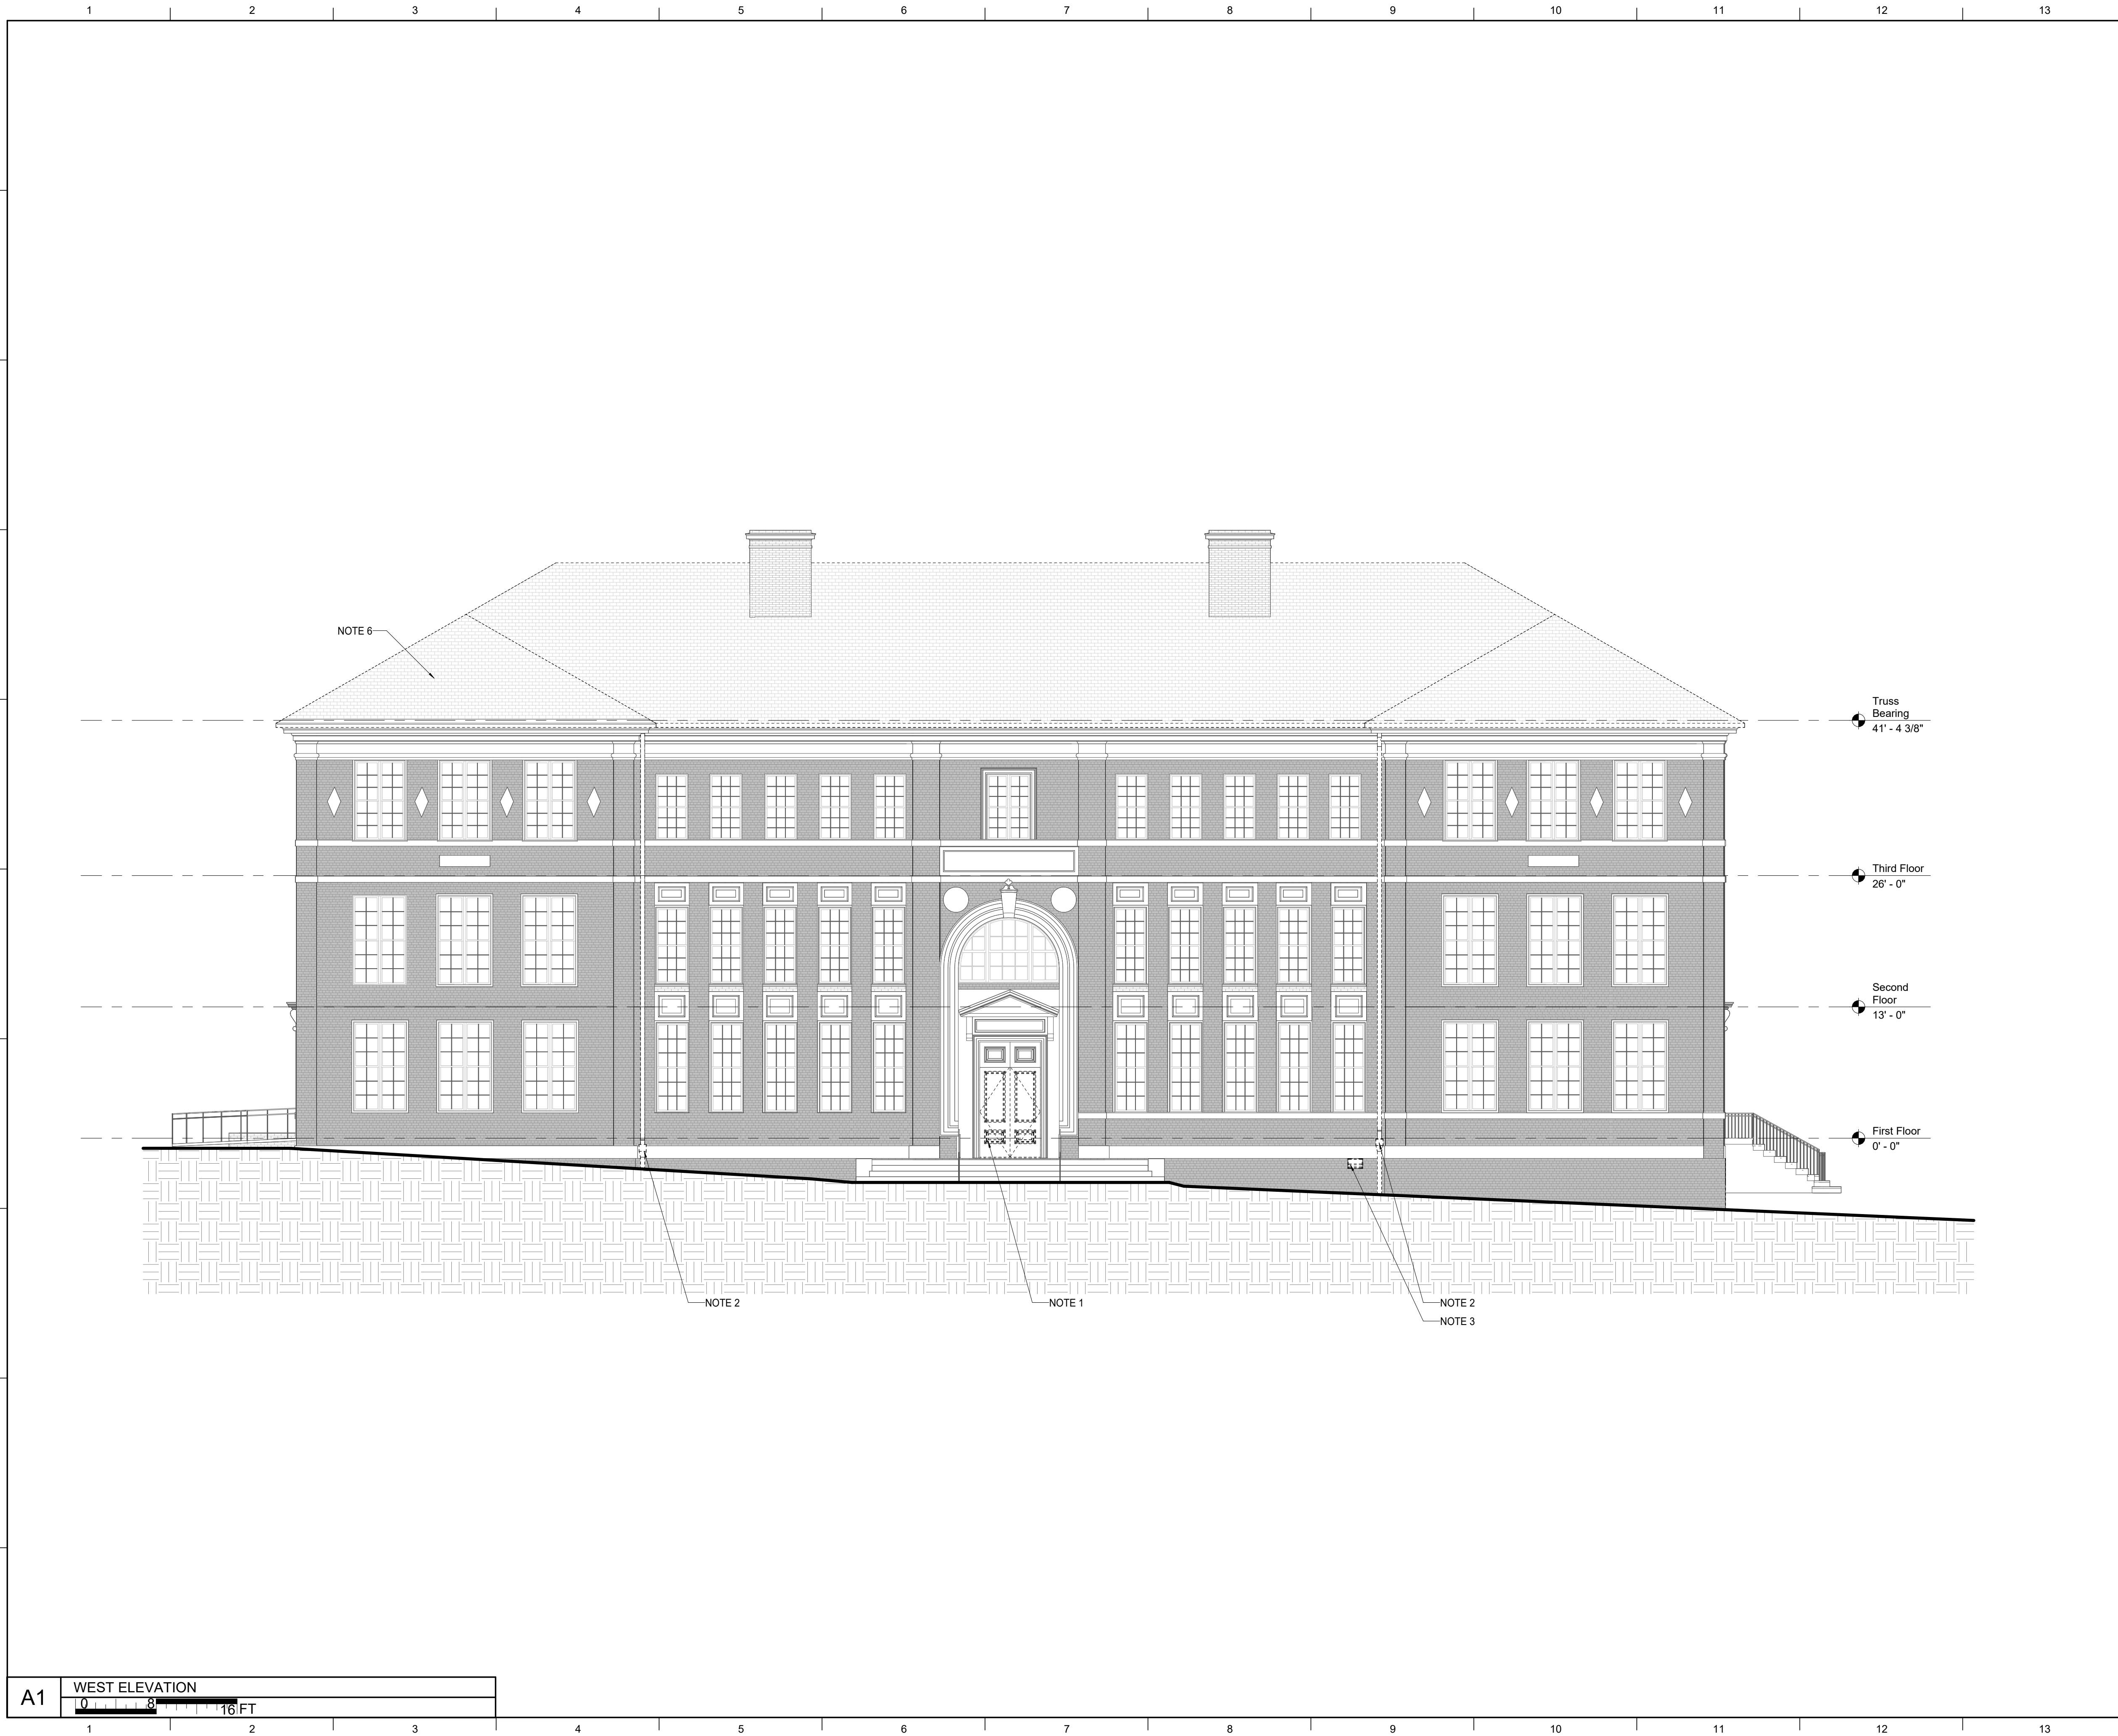 1 2 3 4 5 6 7 8 9 10 11 12 13
NOTE 6
Truss
Bearing
41' - 4 3/8"
Third Floor
26' - 0"
Second
Floor
13' - 0"
First Floor
0' - 0"
NOTE 2
NOTE 1
NOTE 2
NOTE 3
A1
WEST ELEVATION
0 8 16 FT
1 2 3 4 5 6 7 8 9 10 11 12 13